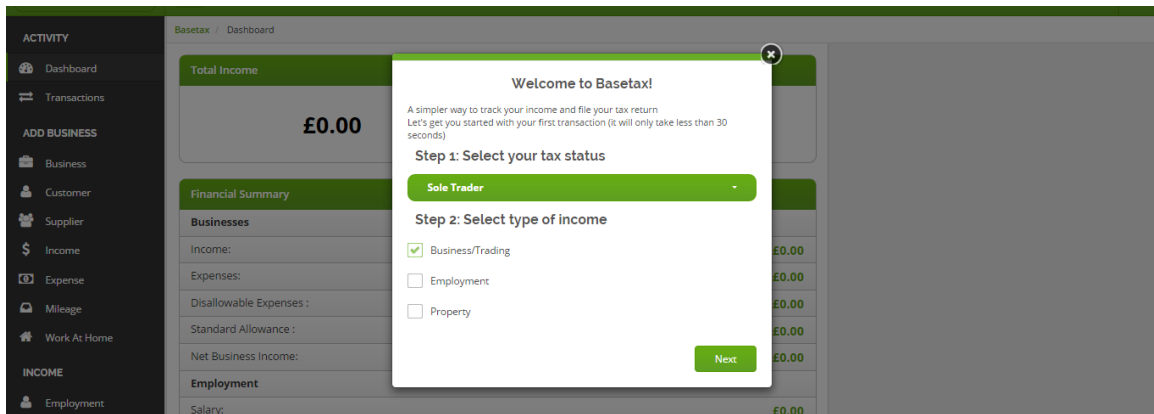 ACTIVITY
Dashboard
Transactions
ADD BUSINESS
Business
Customer
Supplier
Income
Expense
Mileage
Work At Home
INCOME
Employment
Basetax / Dashboard
Total Income
£0.00
Financial Summary
Businesses
Income:
£0.00
Expenses:
£0.00
Disallowable Expenses :
£0.00
Standard Allowance :
£0.00
Net Business Income:
£0.00
Employment
Salary:
£0.00
Welcome to Basetax!
A simpler way to track your income and file your tax return
Let's get you started with your first transaction (it will only take less than 30
seconds)
Step 1: Select your tax status
Sole Trader
Step 2: Select type of income
Business/Trading
Employment
Property
Next